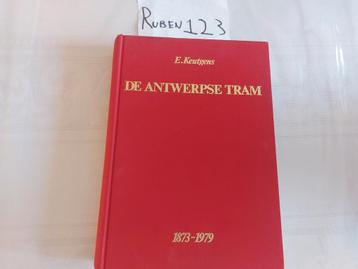 RUBEN123
E. Keutgens
DE ANTWERPSE TRAM
1873-1979